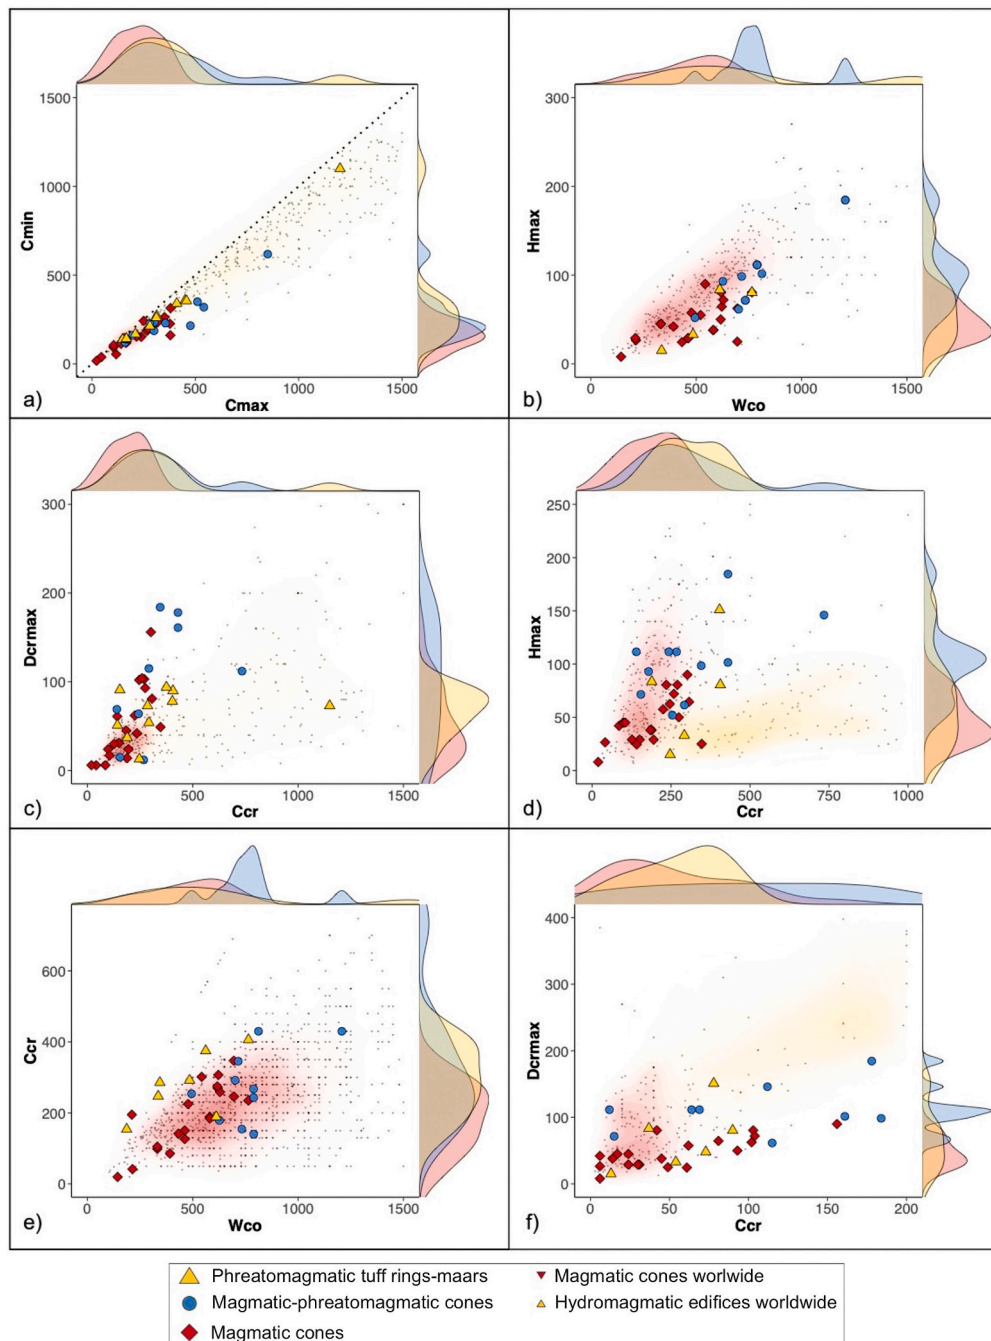 1500
1000
500
0
Cmin
0
500
1000
1500
Cmax
a)
300
200
100
0
Hmax
0
500
1000
1500
Wco
b)
300
200
100
0
Dcrmax
0
500
1000
1500
Ccr
c)
250
200
150
100
50
0
Hmax
0
250
500
750
1000
Ccr
d)
600
400
200
0
Ccr
0
500
1000
1500
Wco
e)
400
300
200
100
0
Dcrmax
0
50
100
150
200
Ccr
f)
Phreatomagmatic tuff rings-maars
Magmatic-phreatomagmatic cones
Magmatic cones
Magmatic cones worlwide
Hydromagmatic edifices worldwide